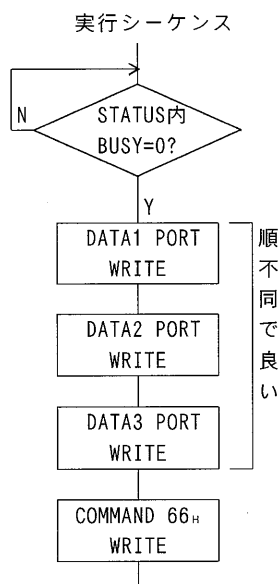 実行シーケンス
STATUS内
BUSY=0?
N
Y
DATA1 PORT
WRITE
DATA2 PORT
WRITE
DATA3 PORT
WRITE
順不同で良い
COMMAND 66H
WRITE